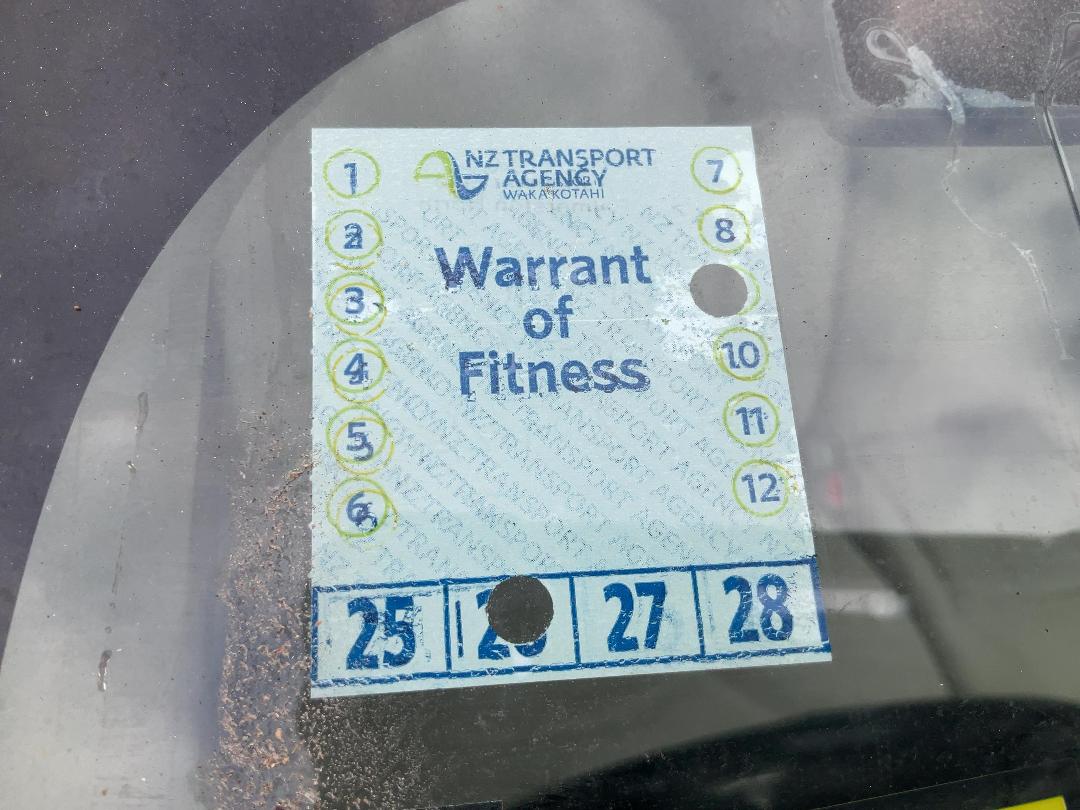 1
NZ TRANSPORT
AGENCY
WAKA KOTAHI
7
2
8
Warrant
of
Fitness
3
4
10
5
11
6
12
25
27
28